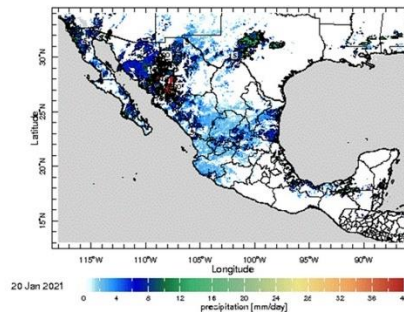 30°N
25°N
20°N
15°N
Latitude
115°W 110°W 105°W 100°W 95°W 90°W
Longitude
20 Jan 2021
0 4 8 12 16 20 24 28 32 36
precipitation [mm/day]